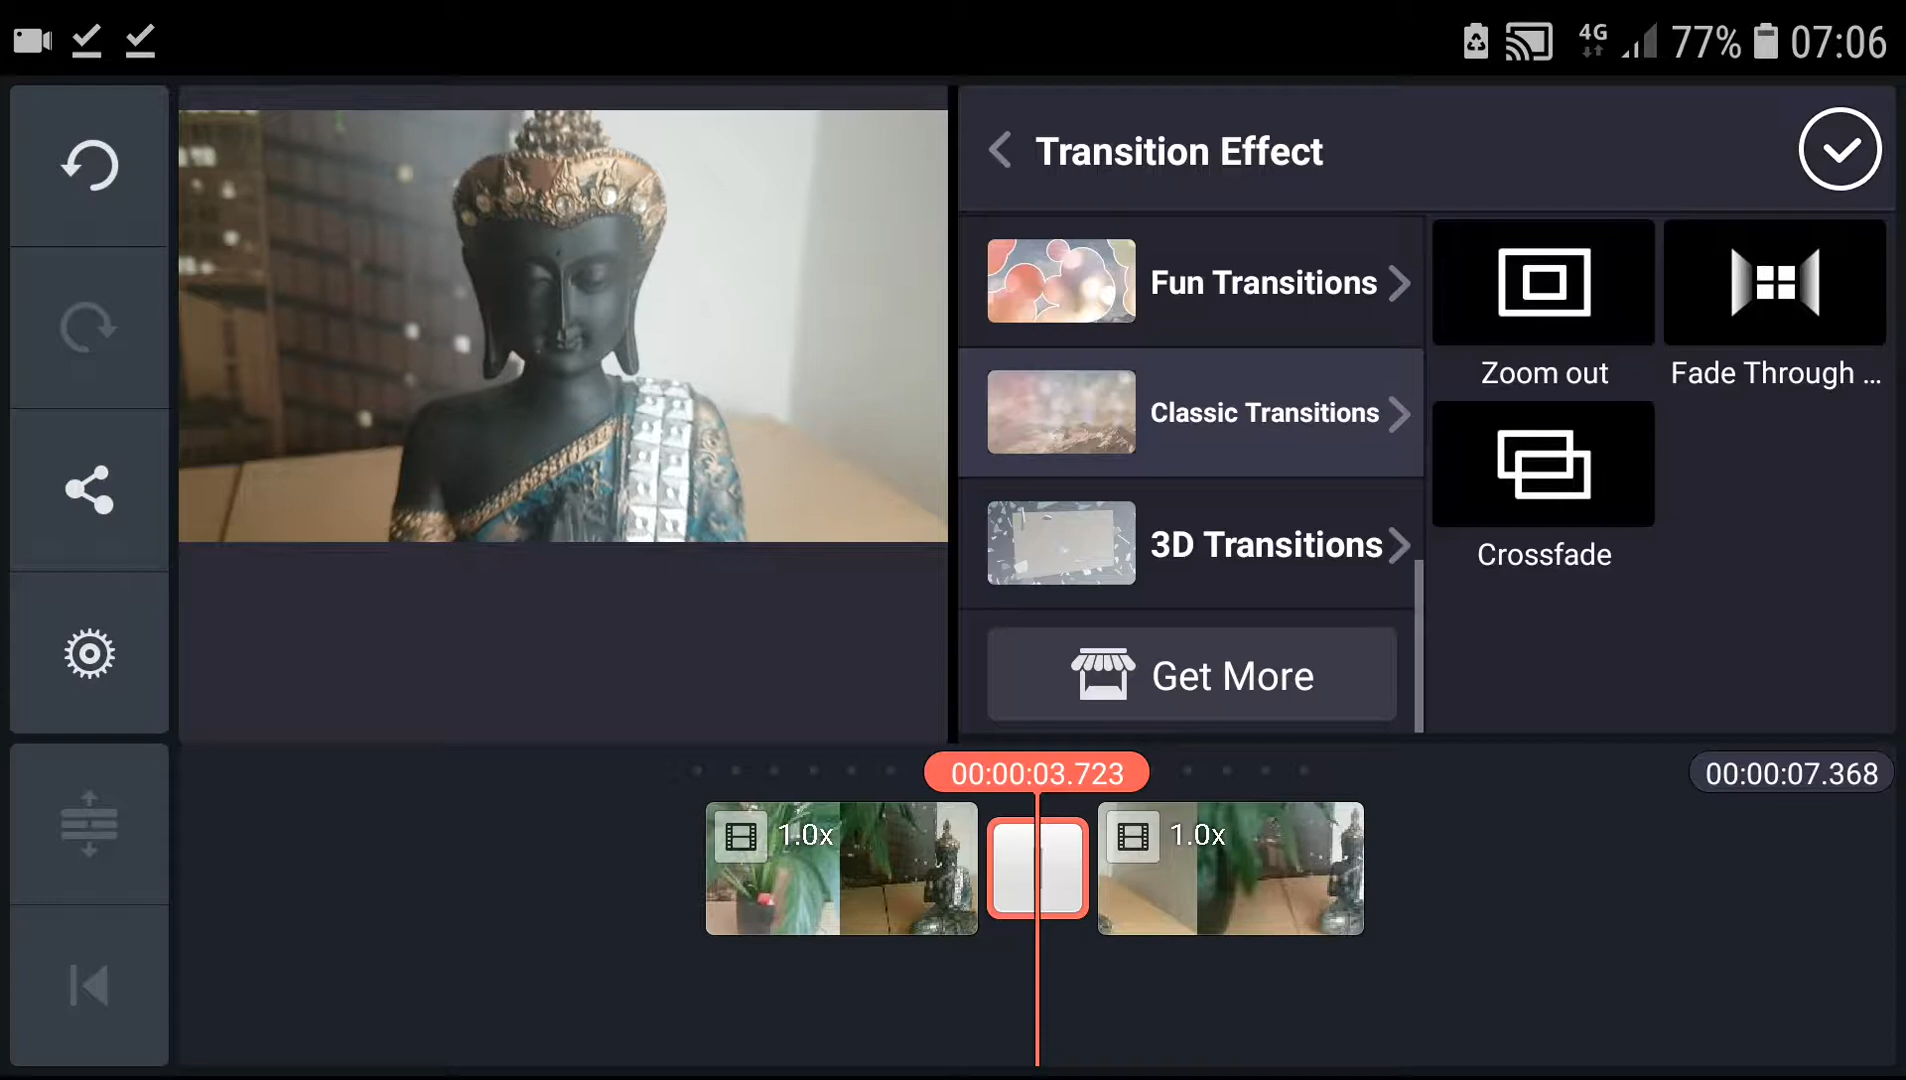 4G 77% 07:06
Transition Effect
Fun Transitions
Classic Transitions
3D Transitions
Get More
Zoom out
Fade Through ...
Crossfade
00:00:03.723
00:00:07.368
1.0x
1.0x